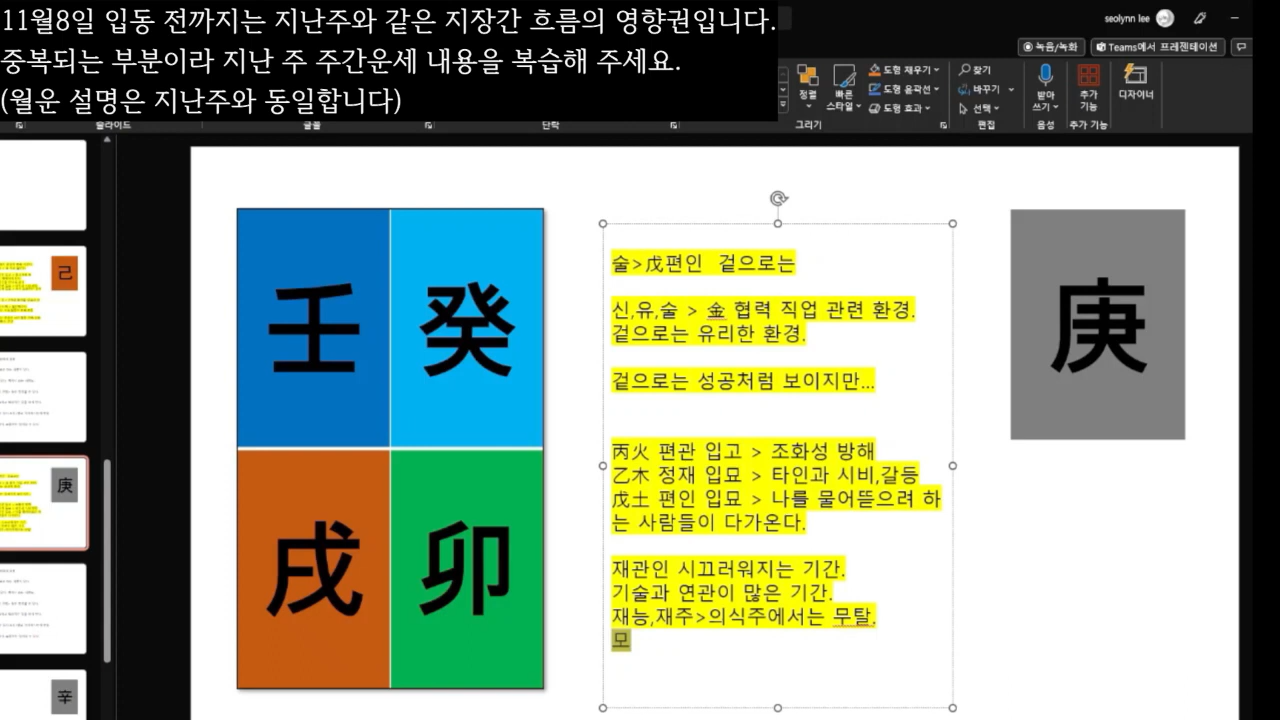 11월8일 입동 전까지는 지난주와 같은 지장간 흐름의 영향권입니다.
중복되는 부분이라 지난 주 주간운세 내용을 복습해 주세요.
(월운 설명은 지난주와 동일합니다)
seolynn lee
녹음/녹화
Teams에서 프레젠테이션
정렬
빠른 스타일
도형 채우기
도형 윤곽선
도형 효과
찾기
바꾸기
선택
받아쓰기
추가 기능
디자이너
슬라이드
글꼴
단락
그리기
편집
음성
추가 기능
己
庚
辛
壬 癸
戌 卯
술>戊편인 겉으로는
신,유,술 > 金 협력 직업 관련 환경.
겉으로는 유리한 환경.
겉으로는 성공처럼 보이지만...
丙火 편관 입고 > 조화성 방해
乙木 정재 입묘 > 타인과 시비,갈등
戊土 편인 입묘 > 나를 물어뜯으려 하
는 사람들이 다가온다.
재관인 시끄러워지는 기간.
기술과 연관이 많은 기간.
재능,재주>의식주에서는 무탈.
모
庚